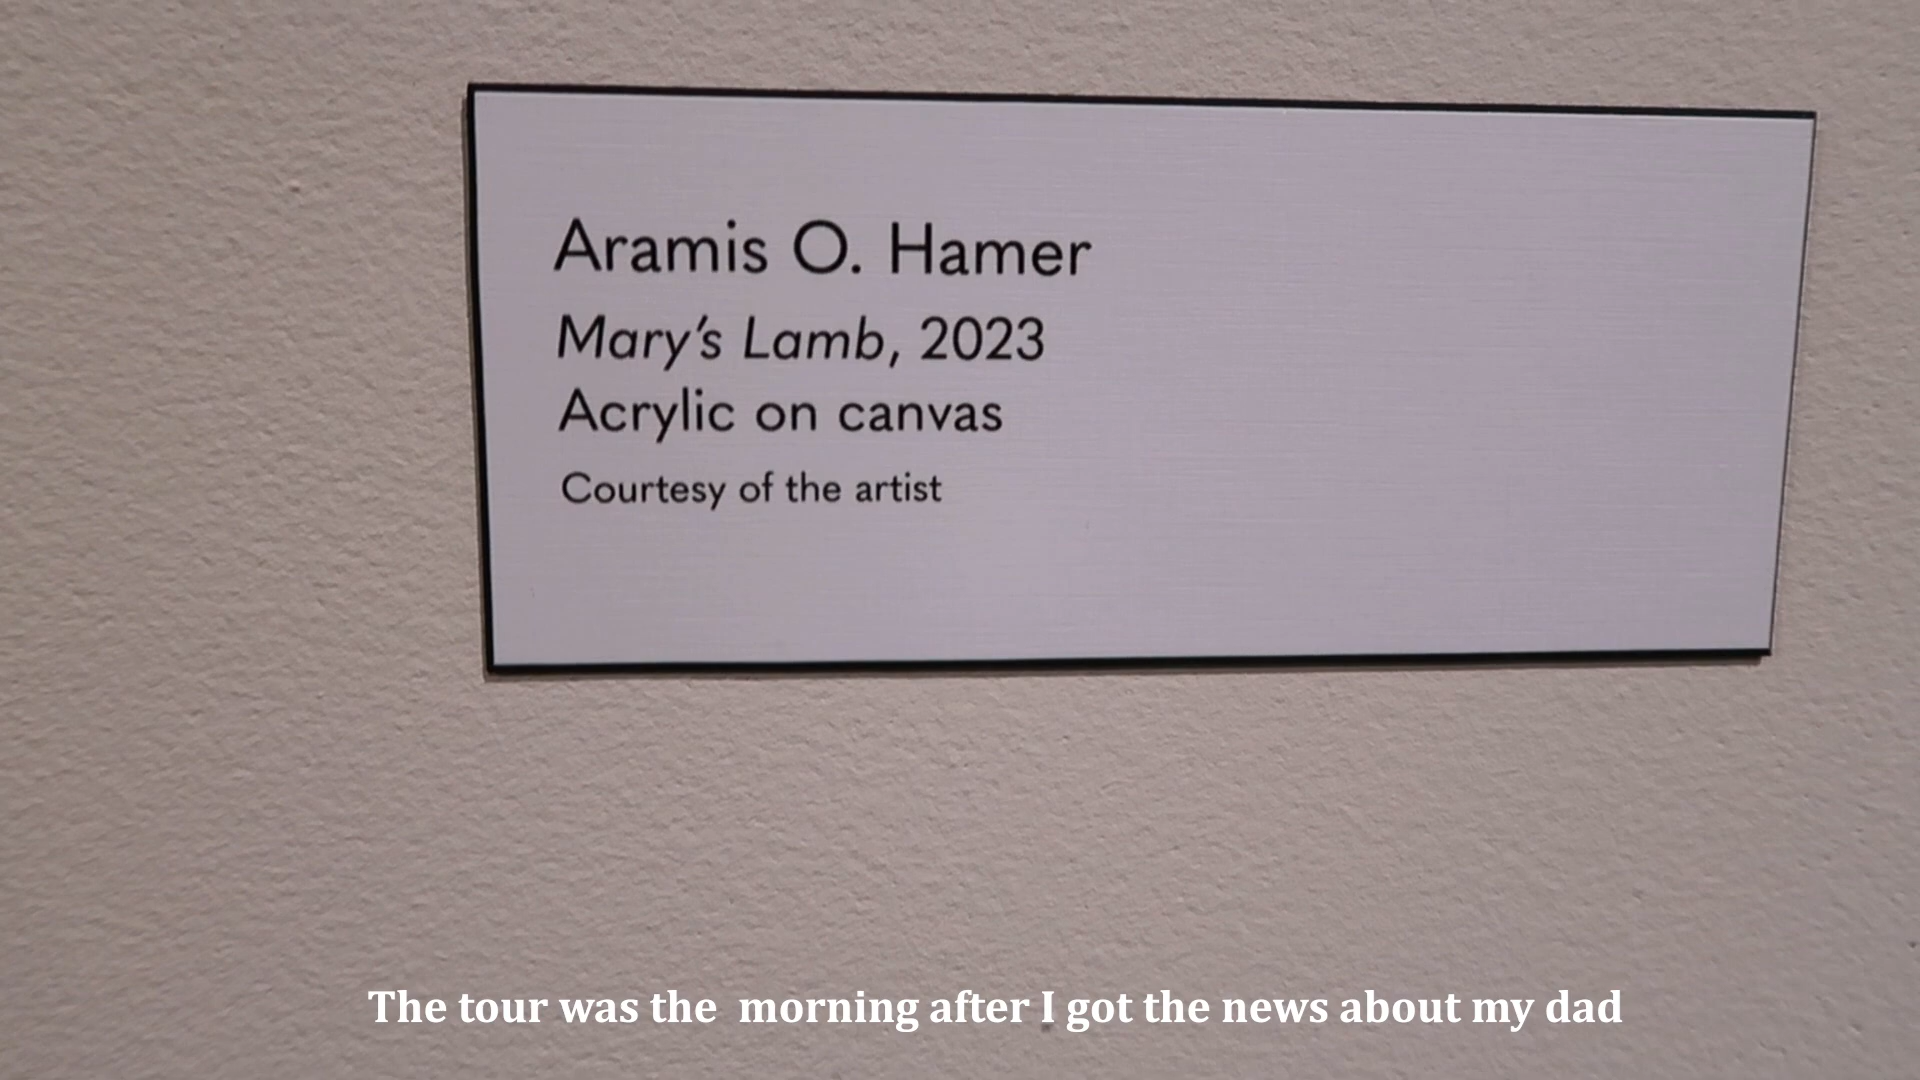 Aramis O. Hamer
Mary's Lamb, 2023
Acrylic on canvas
Courtesy of the artist
The tour was the  morning after I got the news about my dad